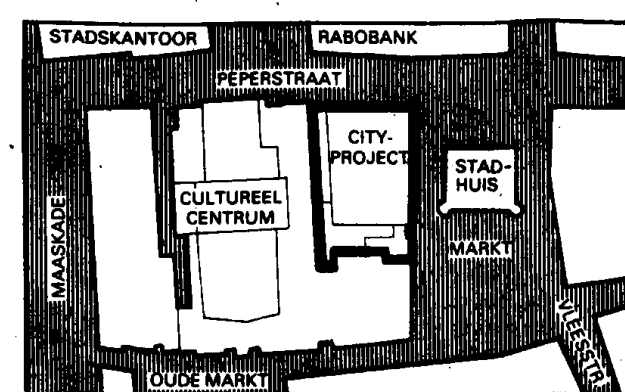 STADSKANTOOR
RABOBANK
PEPERSTRAAT
CITY-
PROJECT
STAD-
HUIS
CULTUREEL
CENTRUM
MAASKADE
MARKT
VLEESSTR
OUDE MARKT